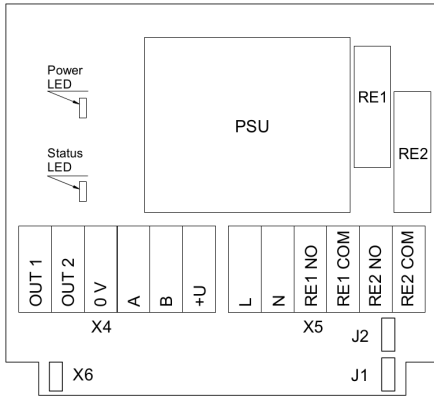 Power
LED
PSU
RE1
RE2
Status
LED
OUT 1
OUT 2
0 V
A
B
+U
L
N
RE1 NO
RE1 COM
RE2 NO
RE2 COM
X4
X5
J2
X6
J1